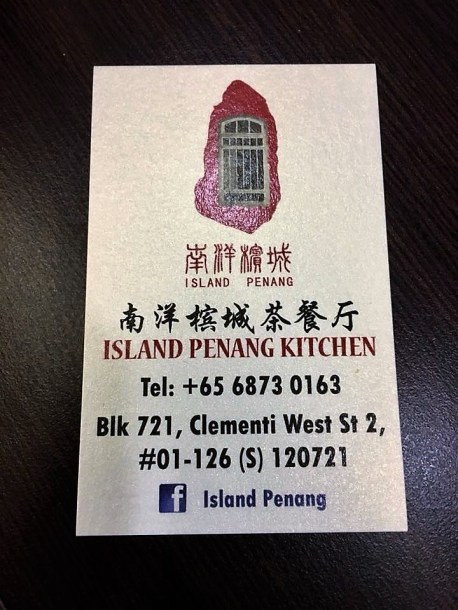 南洋檳城
ISLAND PENANG
南洋槟城茶餐厅
ISLAND PENANG KITCHEN
Tel: +65 6873 0163
Blk 721, Clementi West St 2,
#01-126 (S) 120721
f Island Penang